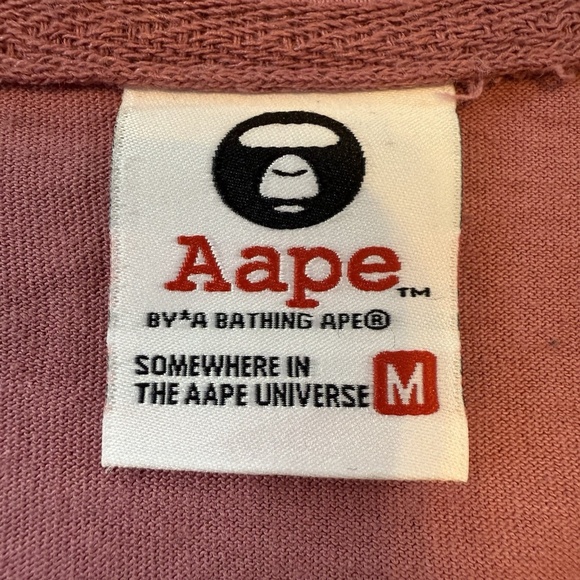 Aape™
BY*A BATHING APE®
SOMEWHERE IN
THE AAPE UNIVERSE M